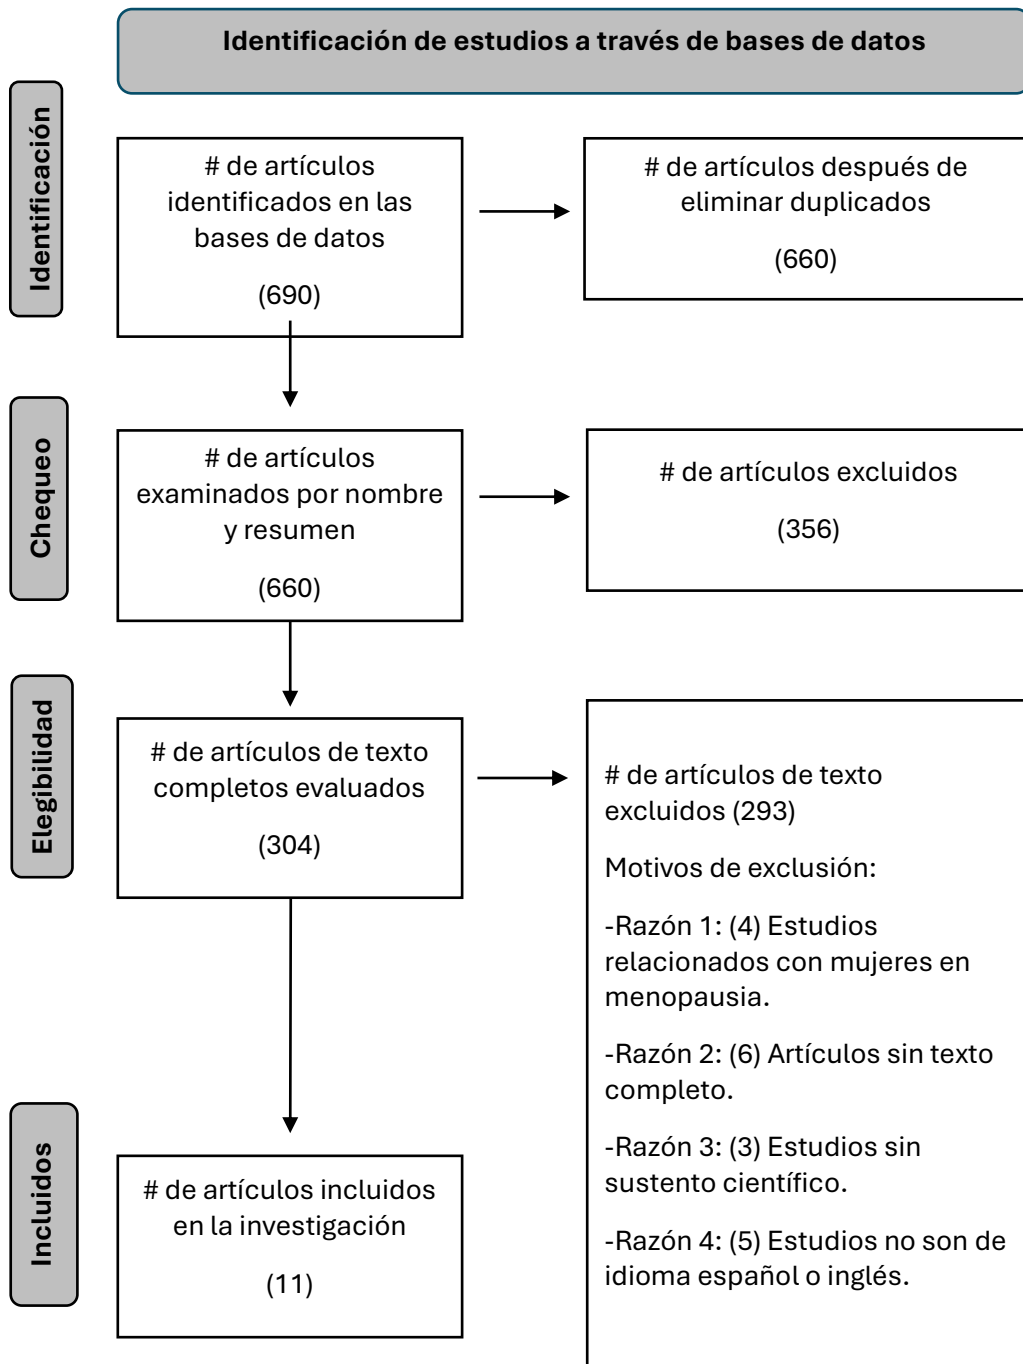 Identificación de estudios a través de bases de datos
Identificación
# de artículos
identificados en las
bases de datos
(690)
# de artículos después de
eliminar duplicados
(660)
Chequeo
# de artículos
examinados por nombre
y resumen
(660)
# de artículos excluidos
(356)
Elegibilidad
# de artículos de texto
completos evaluados
(304)
# de artículos de texto
excluidos (293)
Motivos de exclusión:
-Razón 1: (4) Estudios
relacionados con mujeres en
menopausia.
-Razón 2: (6) Artículos sin texto
completo.
-Razón 3: (3) Estudios sin
sustento científico.
-Razón 4: (5) Estudios no son de
idioma español o inglés.
Incluidos
# de artículos incluidos
en la investigación
(11)